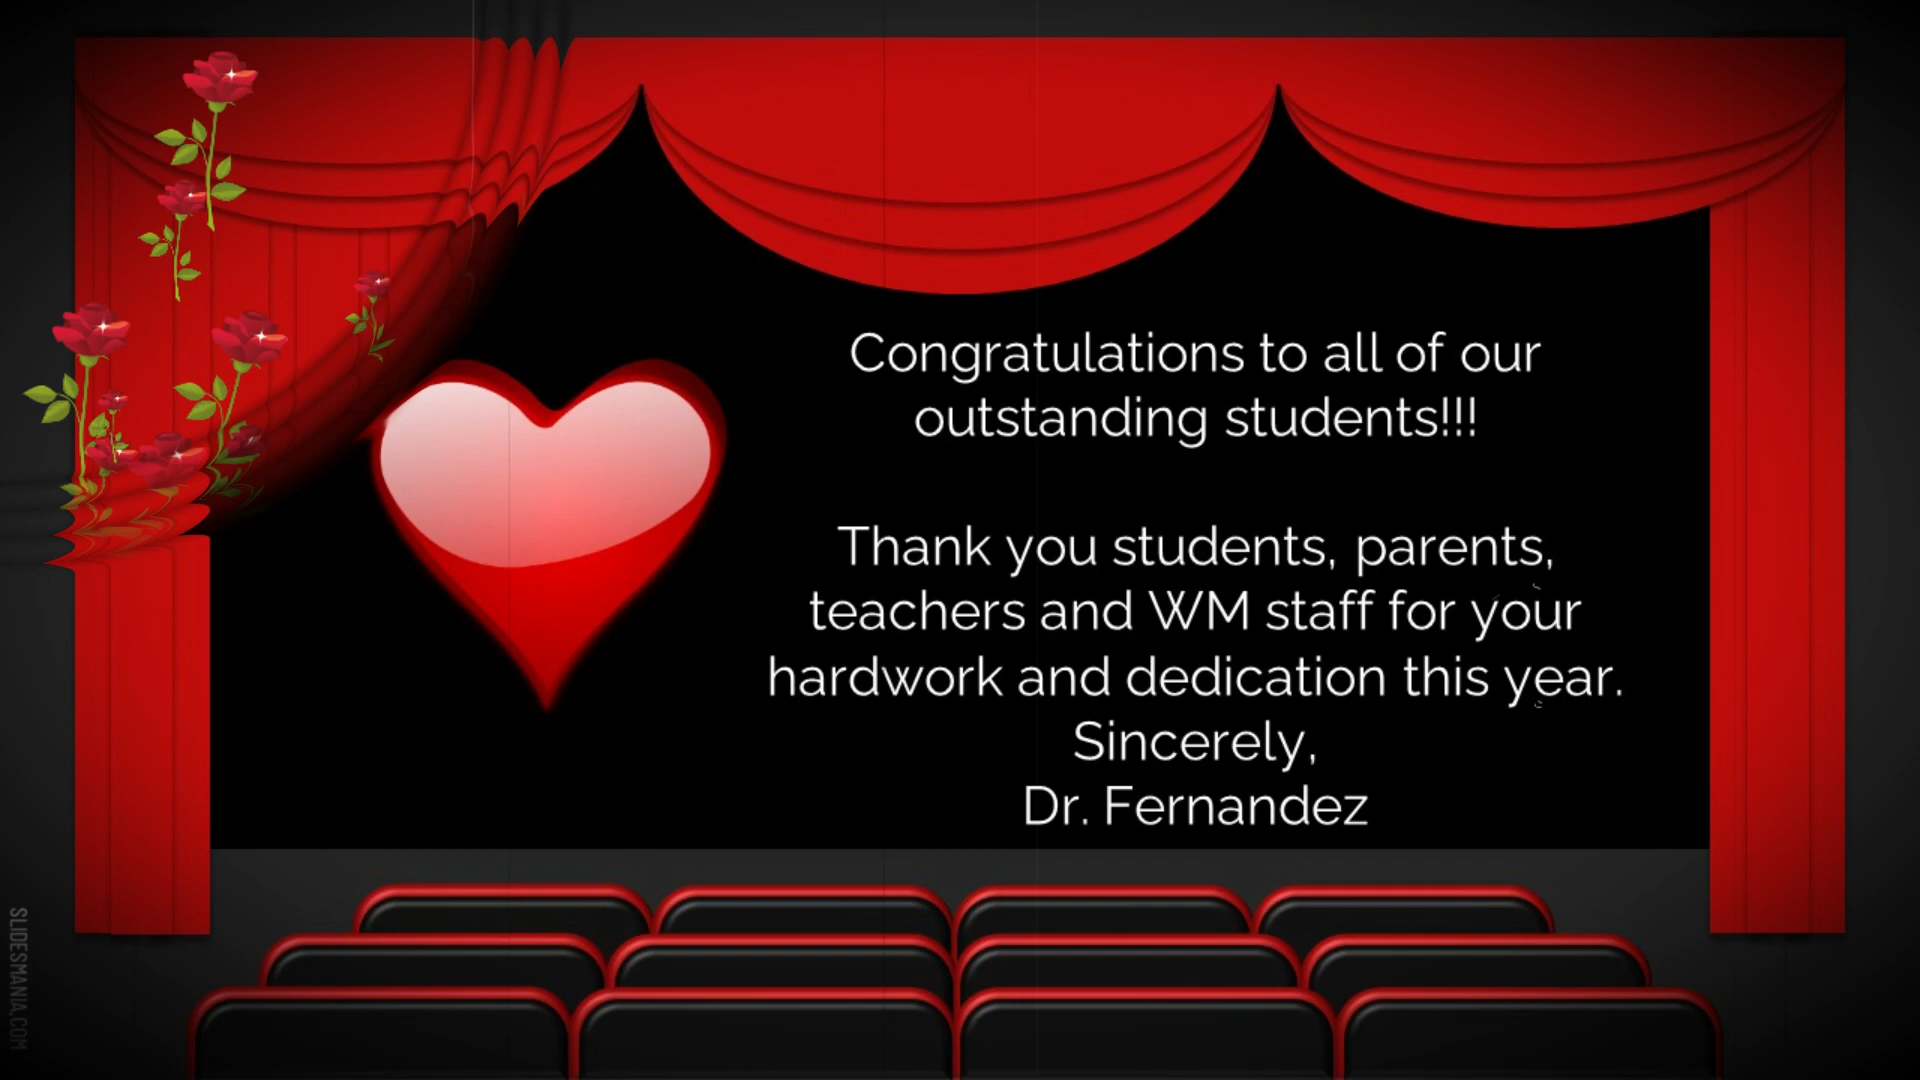 Congratulations to all of our
outstanding students!!!
Thank you students, parents,
teachers and WM staff for your
hardwork and dedication this year.
Sincerely,
Dr. Fernandez
SLIDESMANIA.COM